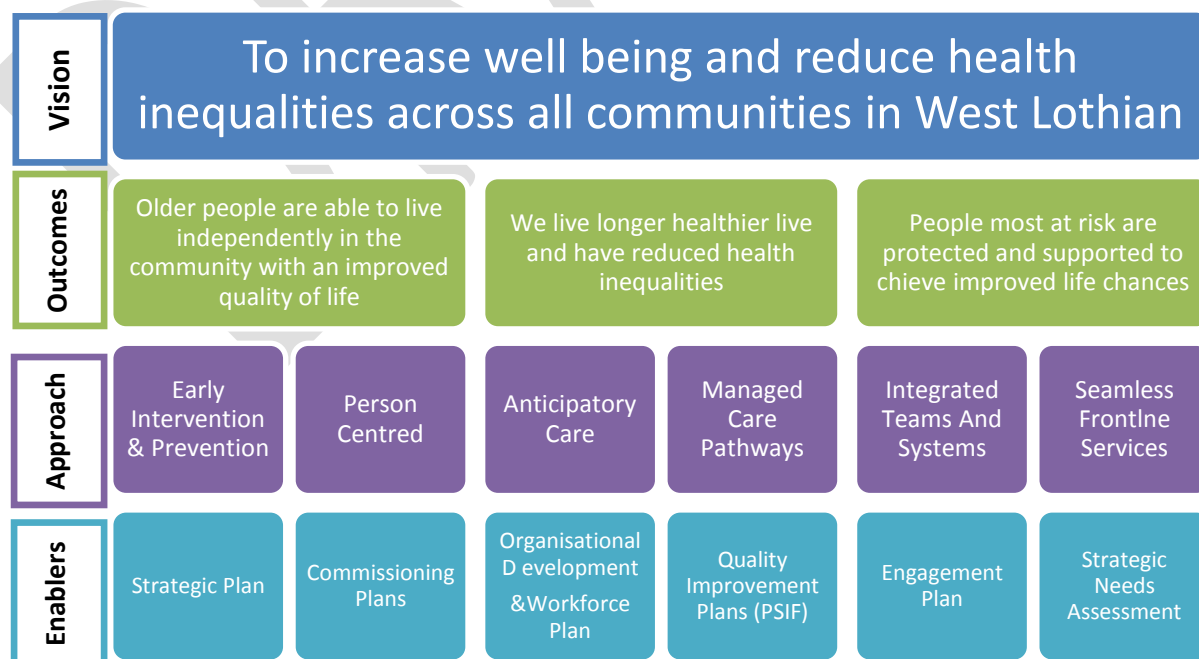 Vision
To increase well being and reduce health
inequalities across all communities in West Lothian
Outcomes
Older people are able to live
independently in the
community with an improved
quality of life
We live longer healthier live
and have reduced health
inequalities
People most at risk are
protected and supported to
chieve improved life chances
Approach
Early
Intervention
& Prevention
Person
Centred
Anticipatory
Care
Managed
Care
Pathways
Integrated
Teams And
Systems
Seamless
Frontlne
Services
Enablers
Strategic Plan
Commissioning
Plans
Organisational
D evelopment
&Workforce
Plan
Quality
Improvement
Plans (PSIF)
Engagement
Plan
Strategic
Needs
Assessment